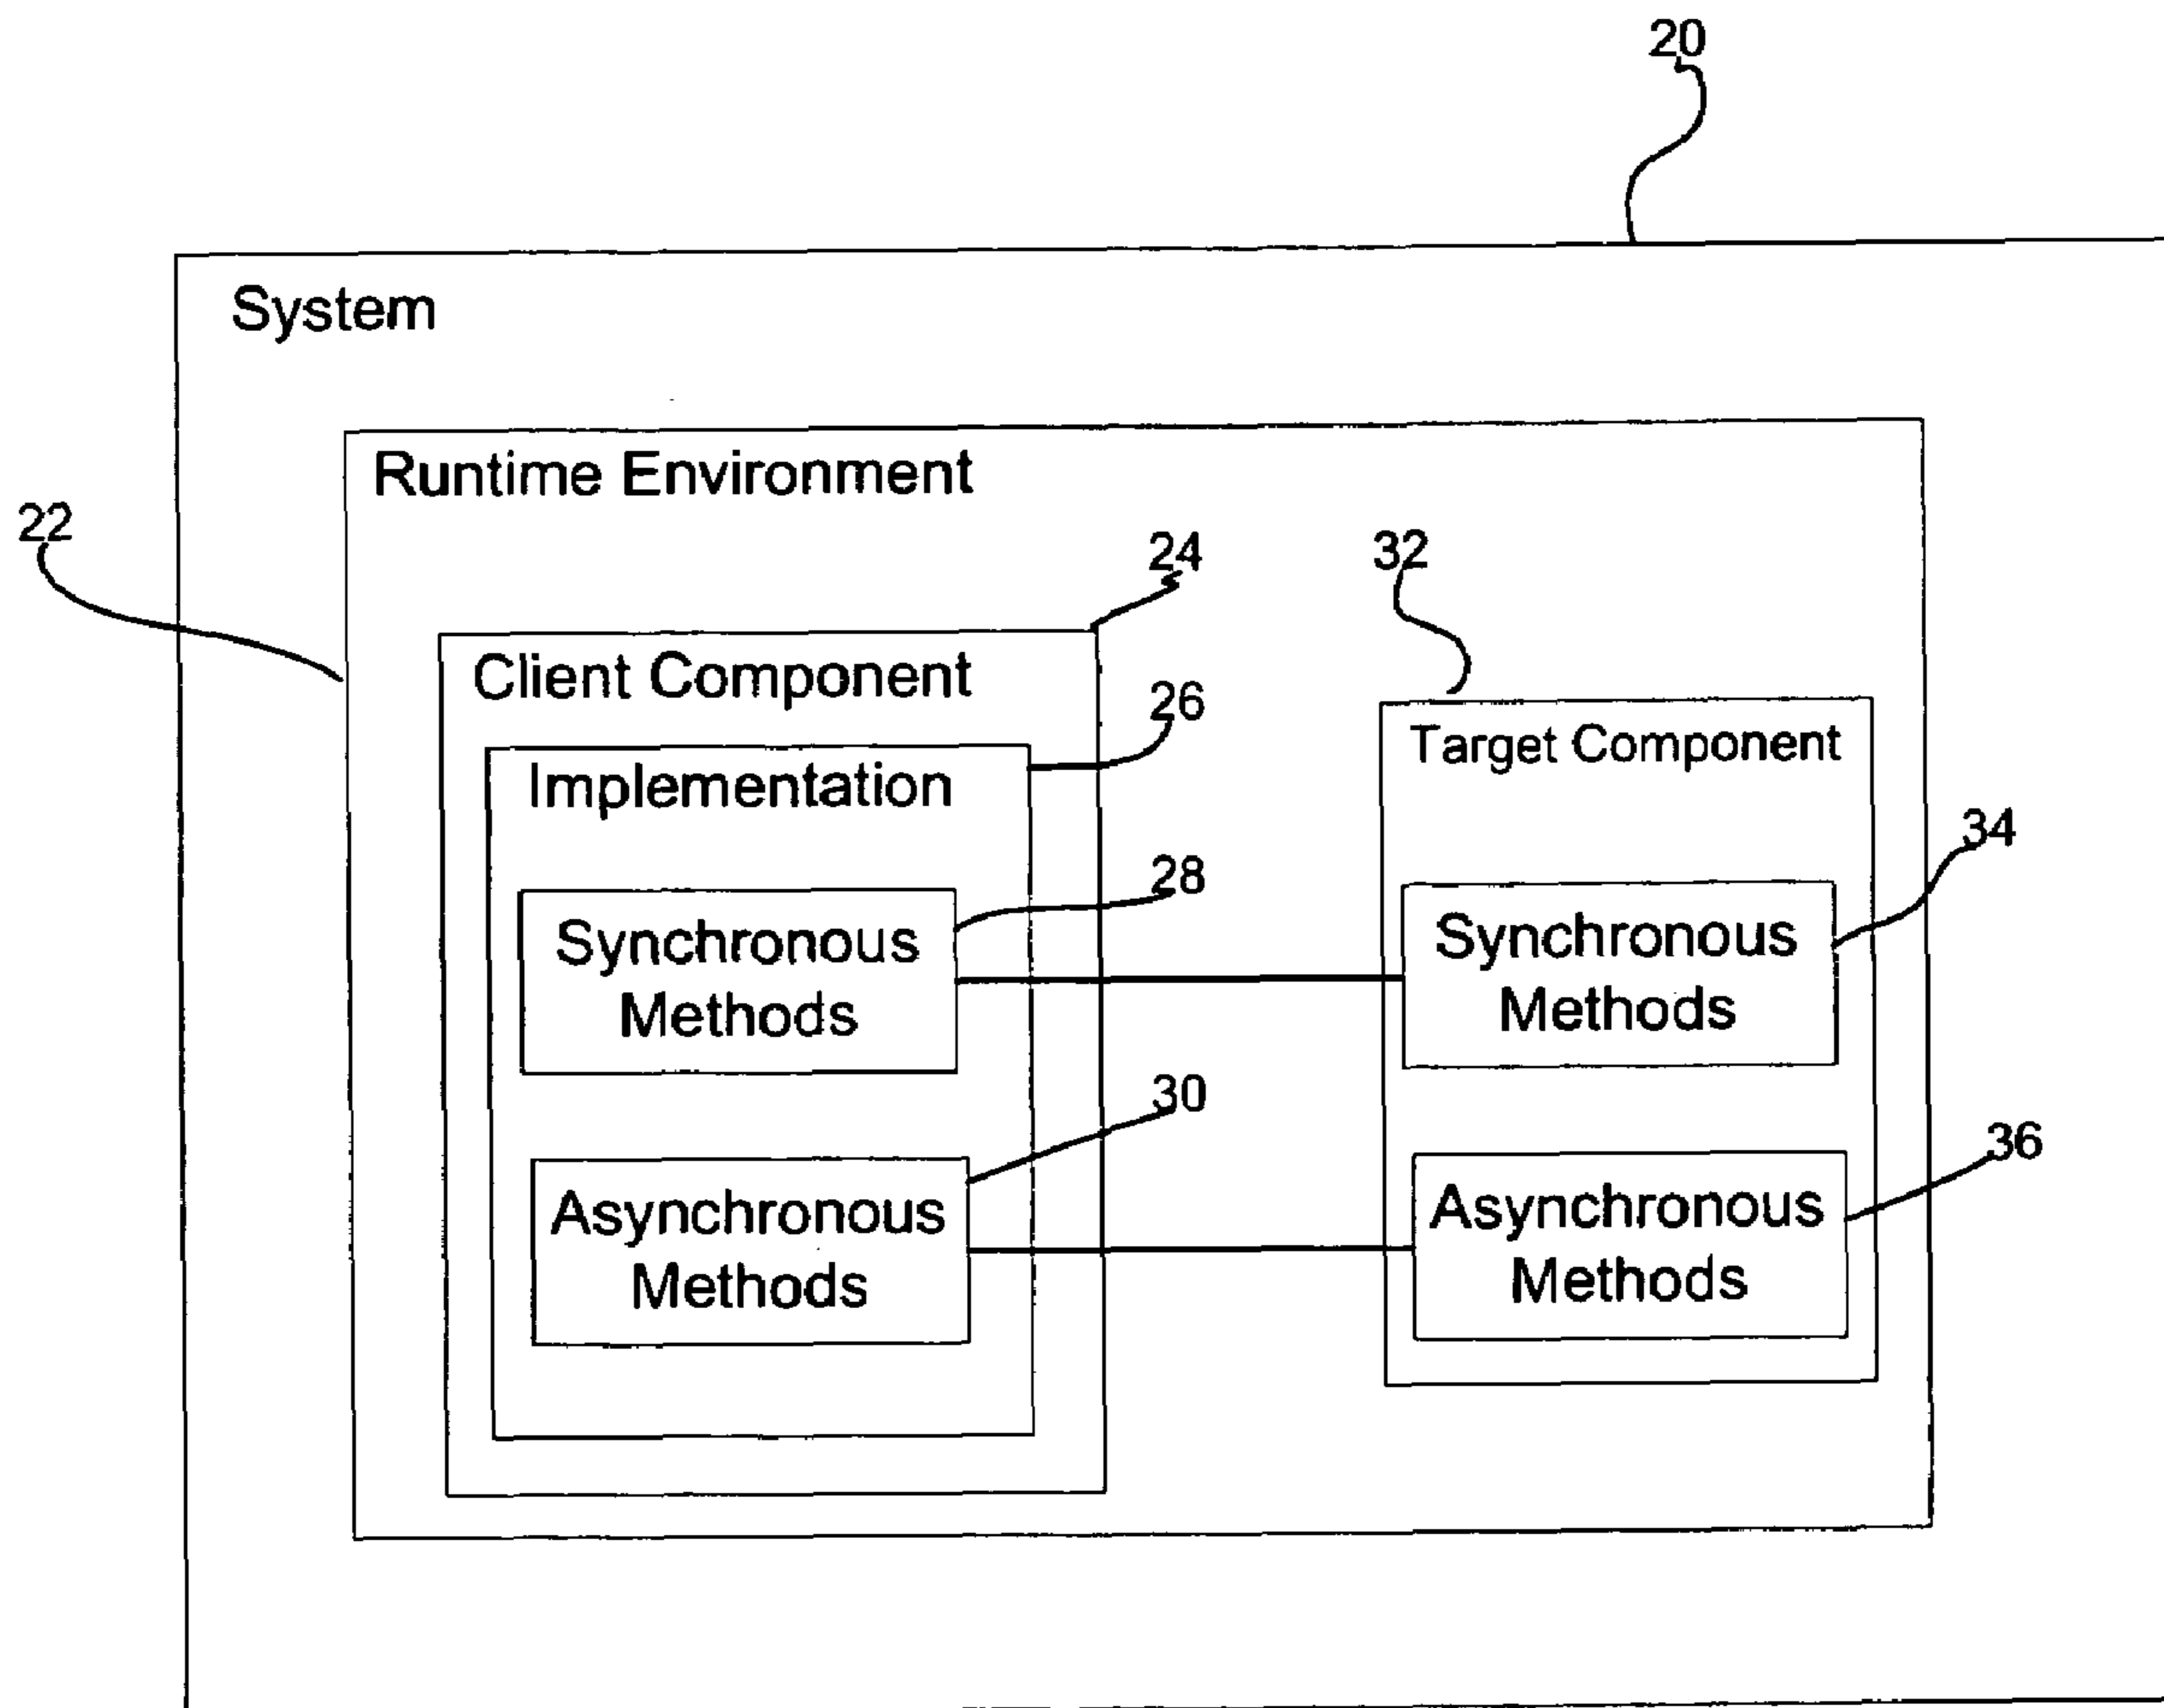 20
System
Runtime Environment
22
24
32
Client Component
26
Target Component
Implementation
34
28
Synchronous
Methods
Synchronous
Methods
30
36
Asynchronous
Methods
Asynchronous
Methods